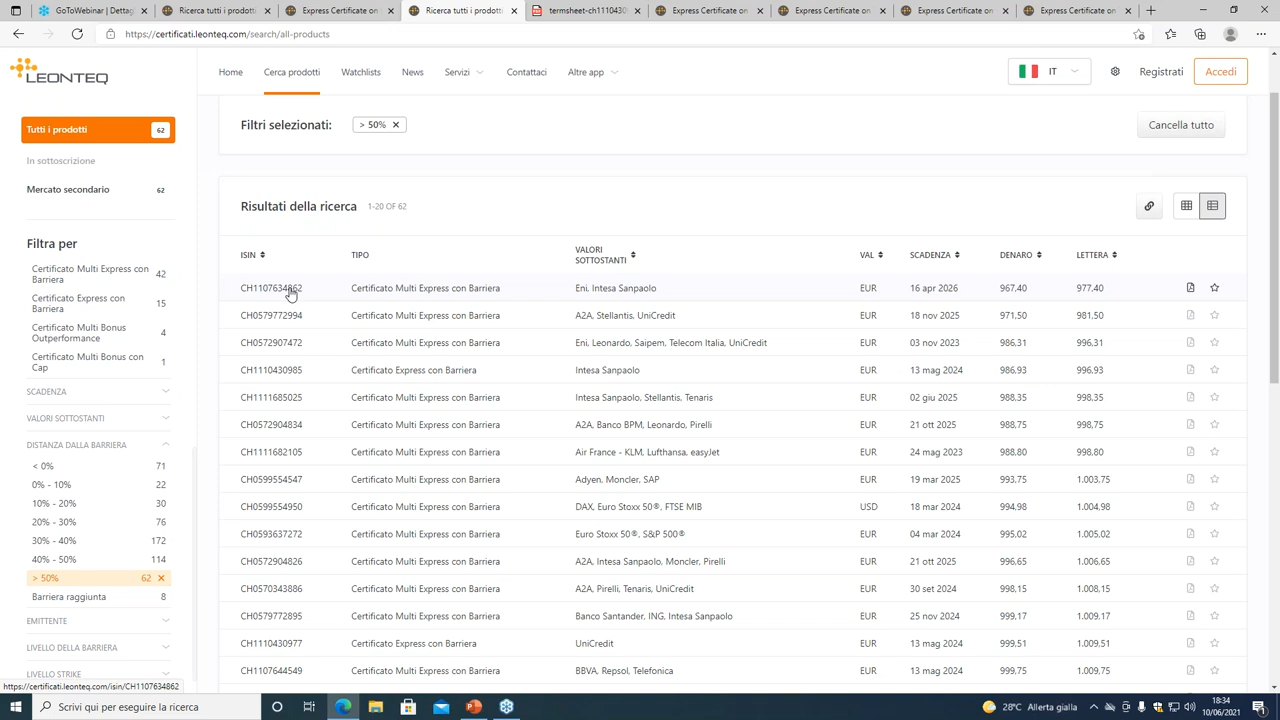 GoToWebinar | Dettag
Ricerca tutti i prodotti
Express Certificate on
Ricerca tutti i prodotti
termsheet-ch1110430
Express Certificate on
Express Certificate on
Express Certificate on
Express Certificate on
https://certificati.leonteq.com/search/all-products
LEONTEQ
Home
Cerca prodotti
Watchlists
News
Servizi
Contattaci
Altre app
IT
Registrati
Accedi
Tutti i prodotti 62
In sottoscrizione
Mercato secondario 62
Filtra per
Certificato Multi Express con
Barriera 42
Certificato Express con
Barriera 15
Certificato Multi Bonus
Outperformance 4
Certificato Multi Bonus con
Cap 1
SCADENZA
VALORI SOTTOSTANTI
DISTANZA DALLA BARRIERA
< 0% 71
0% - 10% 22
10% - 20% 30
20% - 30% 76
30% - 40% 172
40% - 50% 114
> 50% 62 ×
Barriera raggiunta 8
EMITTENTE
LIVELLO DELLA BARRIERA
LIVELLO STRIKE
Filtri selezionati: > 50% × Cancella tutto
Risultati della ricerca 1-20 OF 62
ISIN TIPO VALORI SOTTOSTANTI VAL SCADENZA DENARO LETTERA
CH1107634862 Certificato Multi Express con Barriera Eni, Intesa Sanpaolo EUR 16 apr 2026 967,40 977,40
CH0579772994 Certificato Multi Express con Barriera A2A, Stellantis, UniCredit EUR 18 nov 2025 971,50 981,50
CH0572907472 Certificato Multi Express con Barriera Eni, Leonardo, Saipem, Telecom Italia, UniCredit EUR 03 nov 2023 986,31 996,31
CH1110430985 Certificato Express con Barriera Intesa Sanpaolo EUR 13 mag 2024 986,93 996,93
CH1111685025 Certificato Multi Express con Barriera Intesa Sanpaolo, Stellantis, Tenaris EUR 02 giu 2025 988,35 998,35
CH0572904834 Certificato Multi Express con Barriera A2A, Banco BPM, Leonardo, Pirelli EUR 21 ott 2025 988,75 998,75
CH1111682105 Certificato Multi Express con Barriera Air France - KLM, Lufthansa, easyJet EUR 24 mag 2023 988,80 998,80
CH0599554547 Certificato Multi Express con Barriera Adyen, Moncler, SAP EUR 19 mar 2025 993,75 1.003,75
CH0599554950 Certificato Multi Express con Barriera DAX, Euro Stoxx 50®, FTSE MIB USD 18 mar 2024 994,98 1.004,98
CH0593637272 Certificato Multi Express con Barriera Euro Stoxx 50®, S&P 500® EUR 04 mar 2024 995,02 1.005,02
CH0572904826 Certificato Multi Express con Barriera A2A, Intesa Sanpaolo, Moncler, Pirelli EUR 21 ott 2025 996,65 1.006,65
CH0570343886 Certificato Multi Express con Barriera A2A, Pirelli, Tenaris, UniCredit EUR 30 set 2024 998,15 1.008,15
CH0579772895 Certificato Multi Express con Barriera Banco Santander, ING, Intesa Sanpaolo EUR 25 nov 2024 999,17 1.009,17
CH1110430977 Certificato Express con Barriera UniCredit EUR 13 mag 2024 999,51 1.009,51
CH1107644549 Certificato Multi Express con Barriera BBVA, Repsol, Telefonica EUR 13 mag 2024 999,75 1.009,75
https://certificati.leonteq.com/isin/CH1107634862
Scrivi qui per eseguire la ricerca
28°C Allerta gialla
18:34
10/06/2021